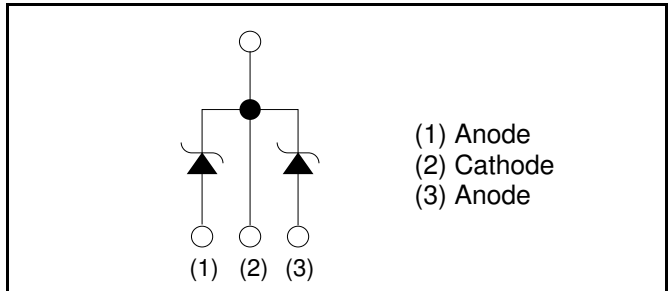 (1) Anode
(2) Cathode
(3) Anode
(1) (2) (3)